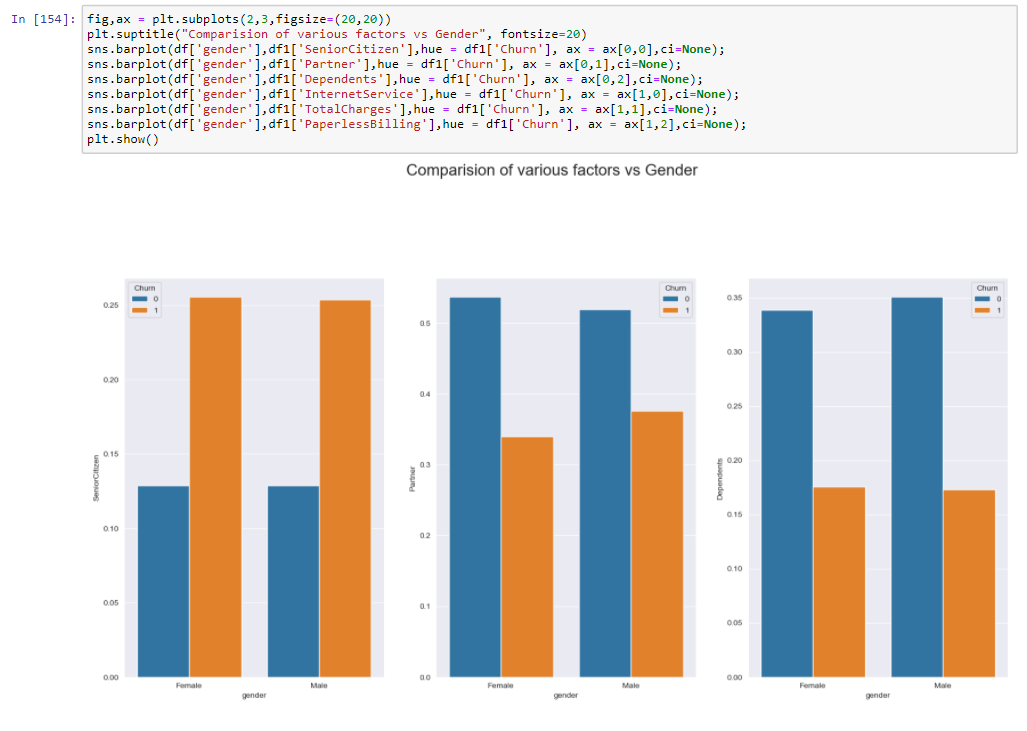 In [154]: fig,ax = plt.subplots(2,3,figsize=(20,20))
plt.suptitle("Comparision of various factors vs Gender", fontsize=20)
sns.barplot(df['gender'],df1['SeniorCitizen'],hue = df1['Churn'], ax = ax[0,0],ci=None);
sns.barplot(df['gender'],df1['Partner'],hue = df1['Churn'], ax = ax[0,1],ci=None);
sns.barplot(df['gender'],df1['Dependents'],hue = df1['Churn'], ax = ax[0,2],ci=None);
sns.barplot(df['gender'],df1['InternetService'],hue = df1['Churn'], ax = ax[1,0],ci=None);
sns.barplot(df['gender'],df1['TotalCharges'],hue = df1['Churn'], ax = ax[1,1],ci=None);
sns.barplot(df['gender'],df1['PaperlessBilling'],hue = df1['Churn'], ax = ax[1,2],ci=None);
plt.show()
Comparision of various factors vs Gender
Churn
0
1
0.25
0.20
0.15
0.10
0.05
0.00
SeniorCitizen
Female Male
gender
Churn
0
1
0.5
0.4
0.3
0.2
0.1
0.0
Partner
Female Male
gender
Churn
0
1
0.35
0.30
0.25
0.20
0.15
0.10
0.05
0.00
Dependents
Female Male
gender